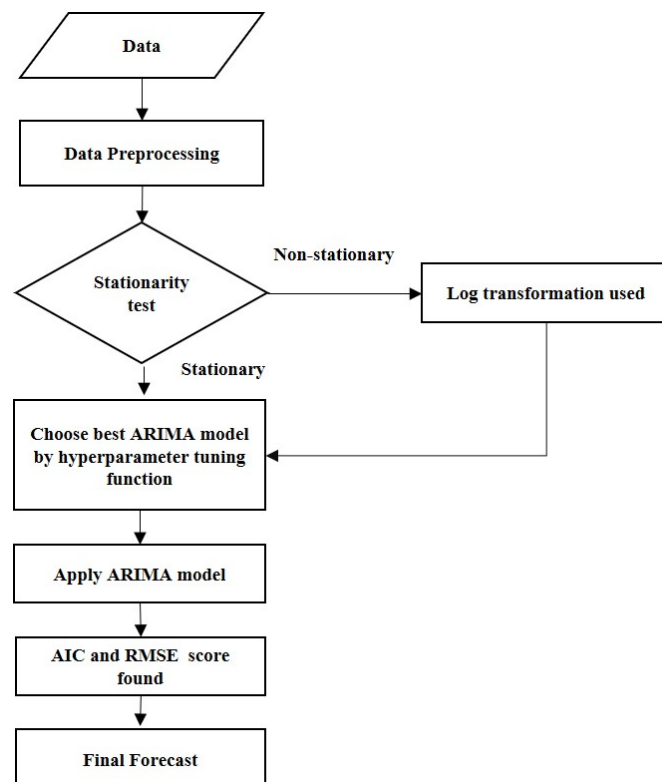 Data
Data Preprocessing
Non-stationary
Stationarity
test
Log transformation used
Stationary
Choose best ARIMA model
by hyperparameter tuning
function
Apply ARIMA model
AIC and RMSE score
found
Final Forecast